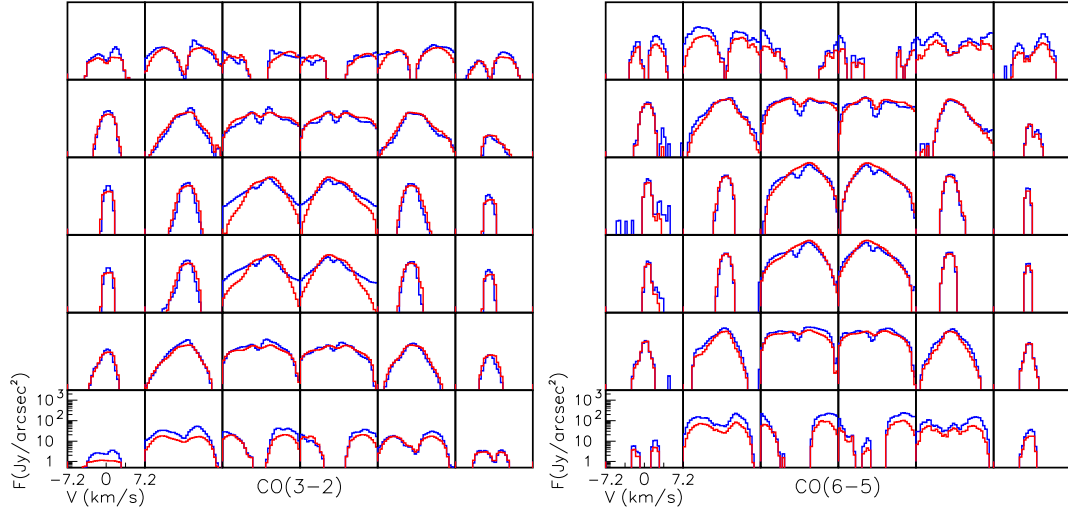 F(Jy/arcsec²)
10³
10²
10
1
−7.2 0 7.2
V (km/s)
CO(3−2)
F(Jy/arcsec²)
10³
10²
10
1
−7.2 0 7.2
V (km/s)
CO(6−5)